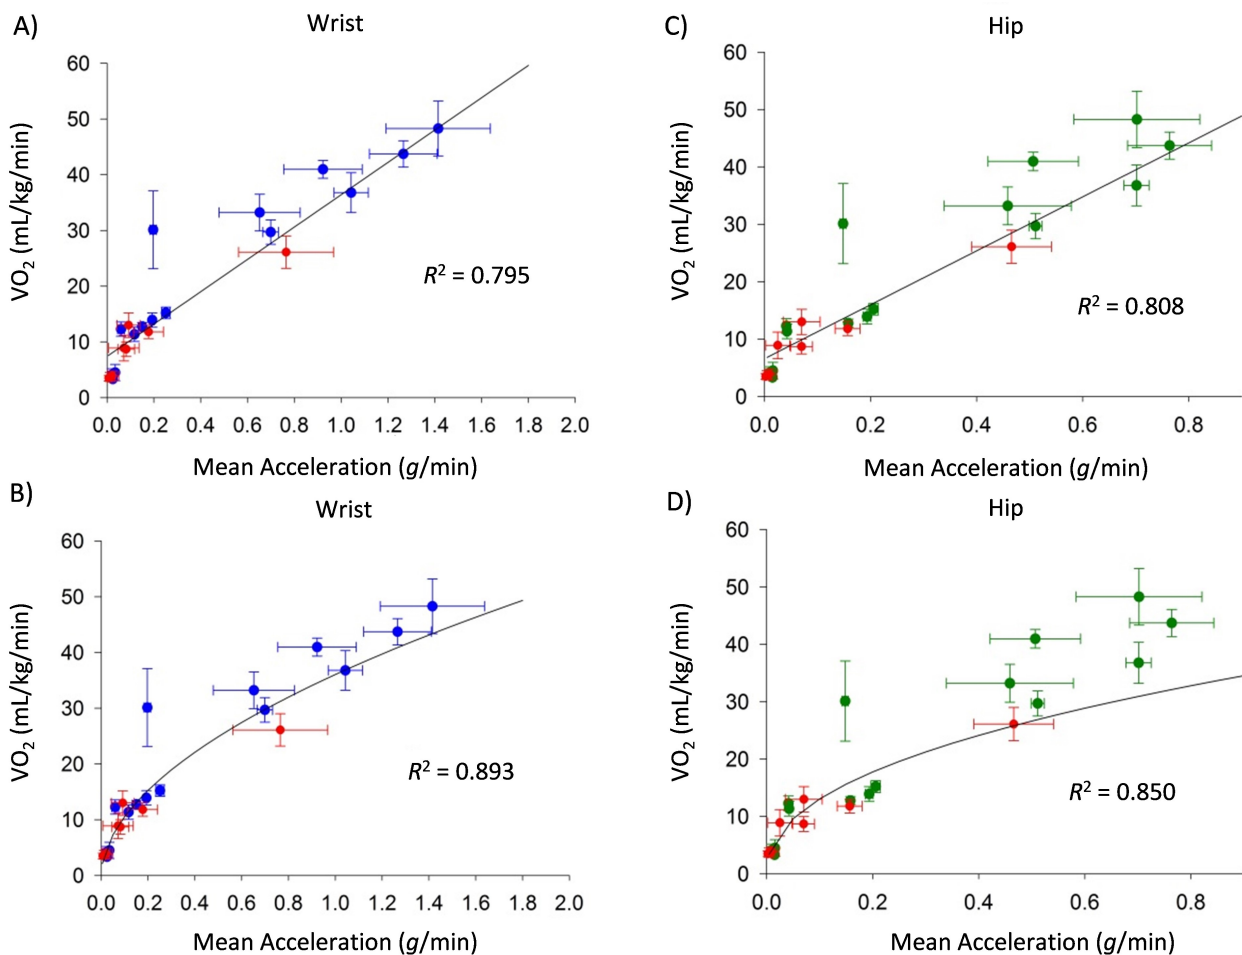 A)
Wrist
60
50
40
30
20
10
0
VO2 (mL/kg/min)
R2 = 0.795
0.0 0.2 0.4 0.6 0.8 1.0 1.2 1.4 1.6 1.8 2.0
Mean Acceleration (g/min)
C)
Hip
60
50
40
30
20
10
0
VO2 (mL/kg/min)
R2 = 0.808
0.0 0.2 0.4 0.6 0.8
Mean Acceleration (g/min)
B)
Wrist
60
50
40
30
20
10
0
VO2 (mL/kg/min)
R2 = 0.893
0.0 0.2 0.4 0.6 0.8 1.0 1.2 1.4 1.6 1.8 2.0
Mean Acceleration (g/min)
D)
Hip
60
50
40
30
20
10
0
VO2 (mL/kg/min)
R2 = 0.850
0.0 0.2 0.4 0.6 0.8
Mean Acceleration (g/min)